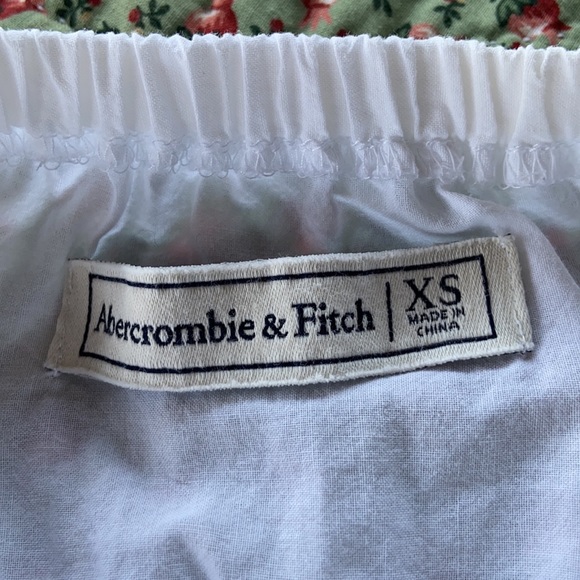 Abercrombie & Fitch
XS
MADE IN
CHINA